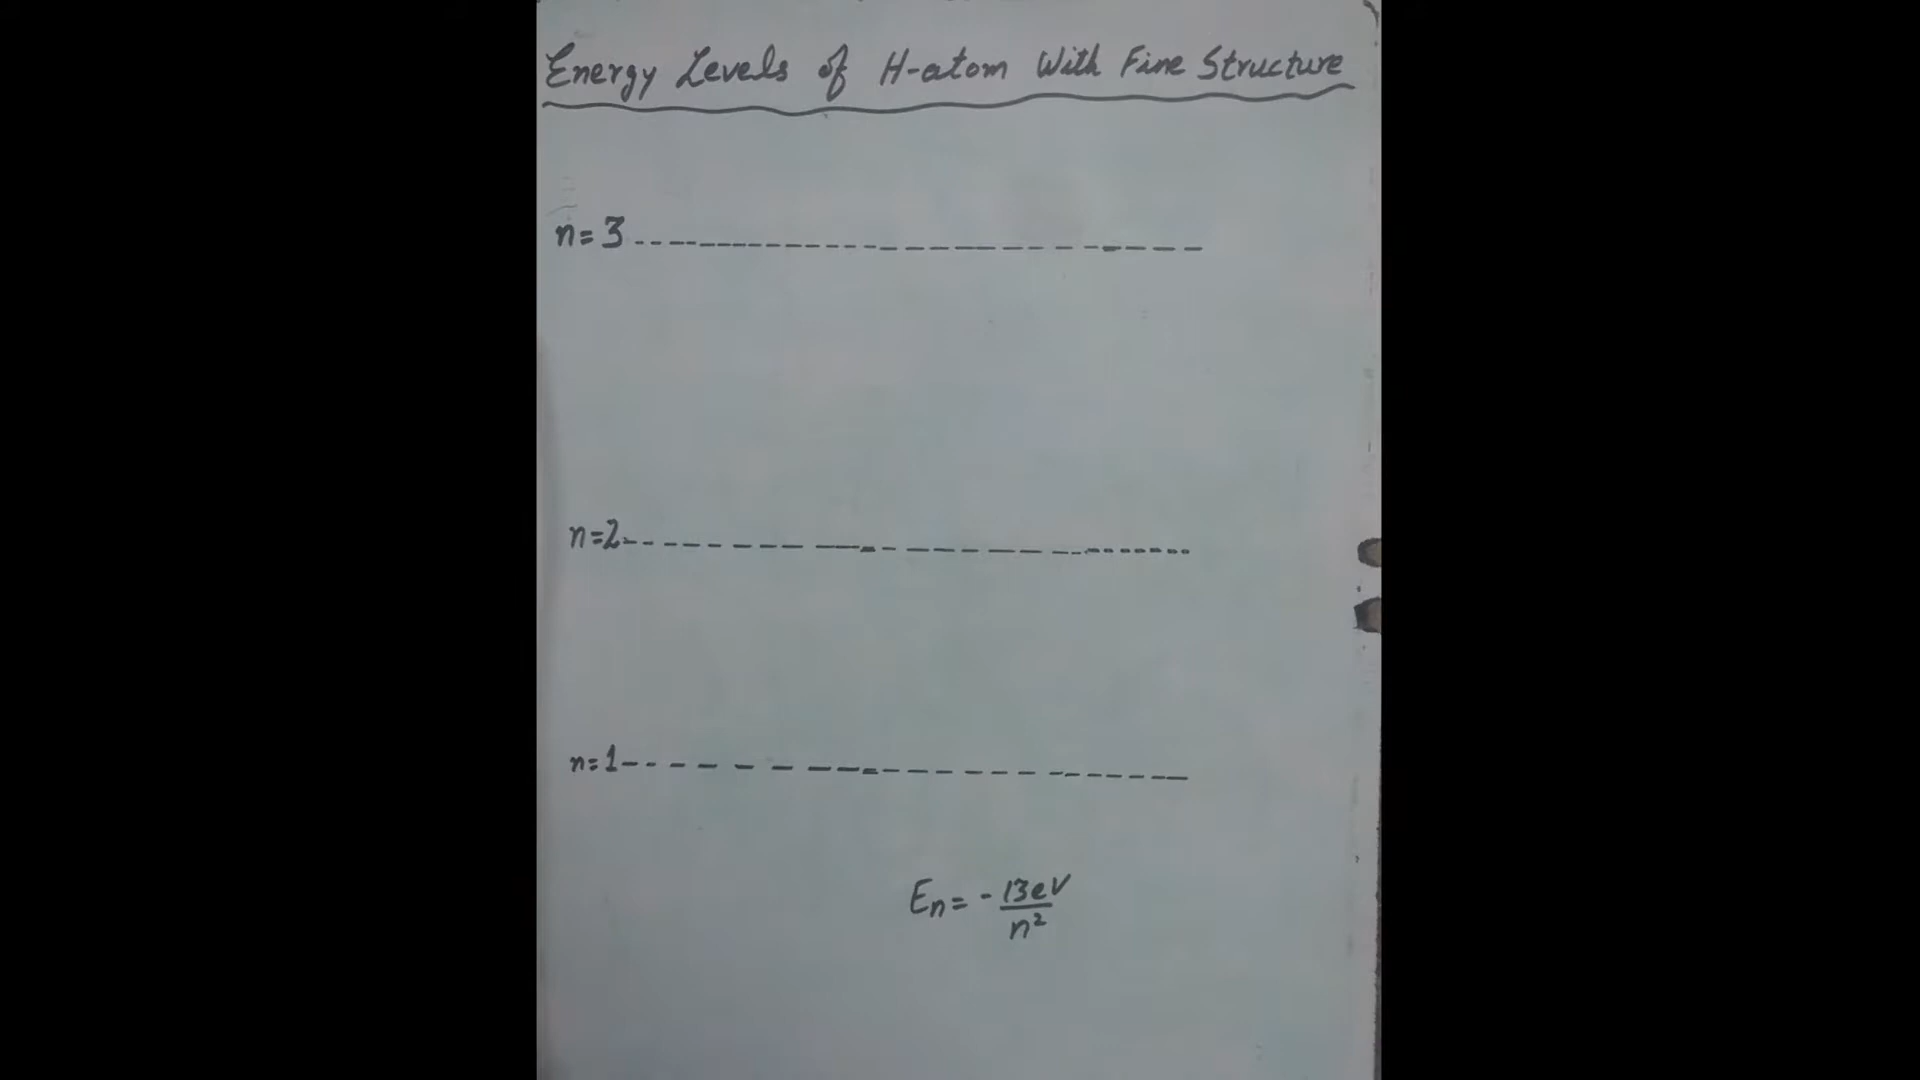 Energy Levels of H-atom With Fine Structure
n=3
n=2
n=1
En = - 13eV/n²